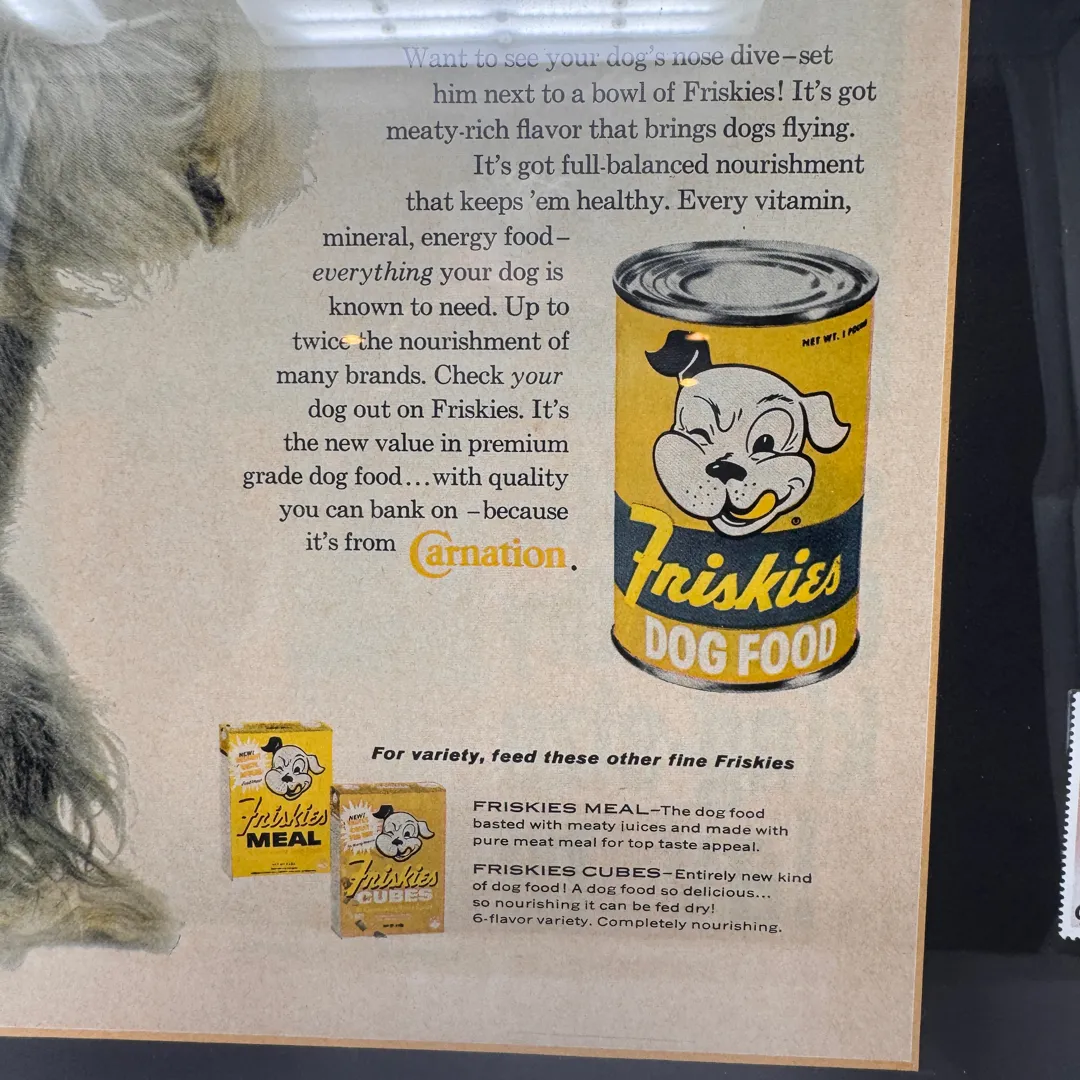 Want to see your dog's nose dive–set
him next to a bowl of Friskies! It's got
meaty-rich flavor that brings dogs flying.
It's got full-balanced nourishment
that keeps 'em healthy. Every vitamin,
mineral, energy food–
everything your dog is
known to need. Up to
twice the nourishment of
many brands. Check your
dog out on Friskies. It's
the new value in premium
grade dog food...with quality
you can bank on –because
it's from Carnation.
NET WT. 1 POUND
Friskies
DOG FOOD
For variety, feed these other fine Friskies
NEW!
Friskies
MEAL
NEW!
Friskies
CUBES
FRISKIES MEAL–The dog food
basted with meaty juices and made with
pure meat meal for top taste appeal.
FRISKIES CUBES–Entirely new kind
of dog food! A dog food so delicious...
so nourishing it can be fed dry!
6-flavor variety. Completely nourishing.